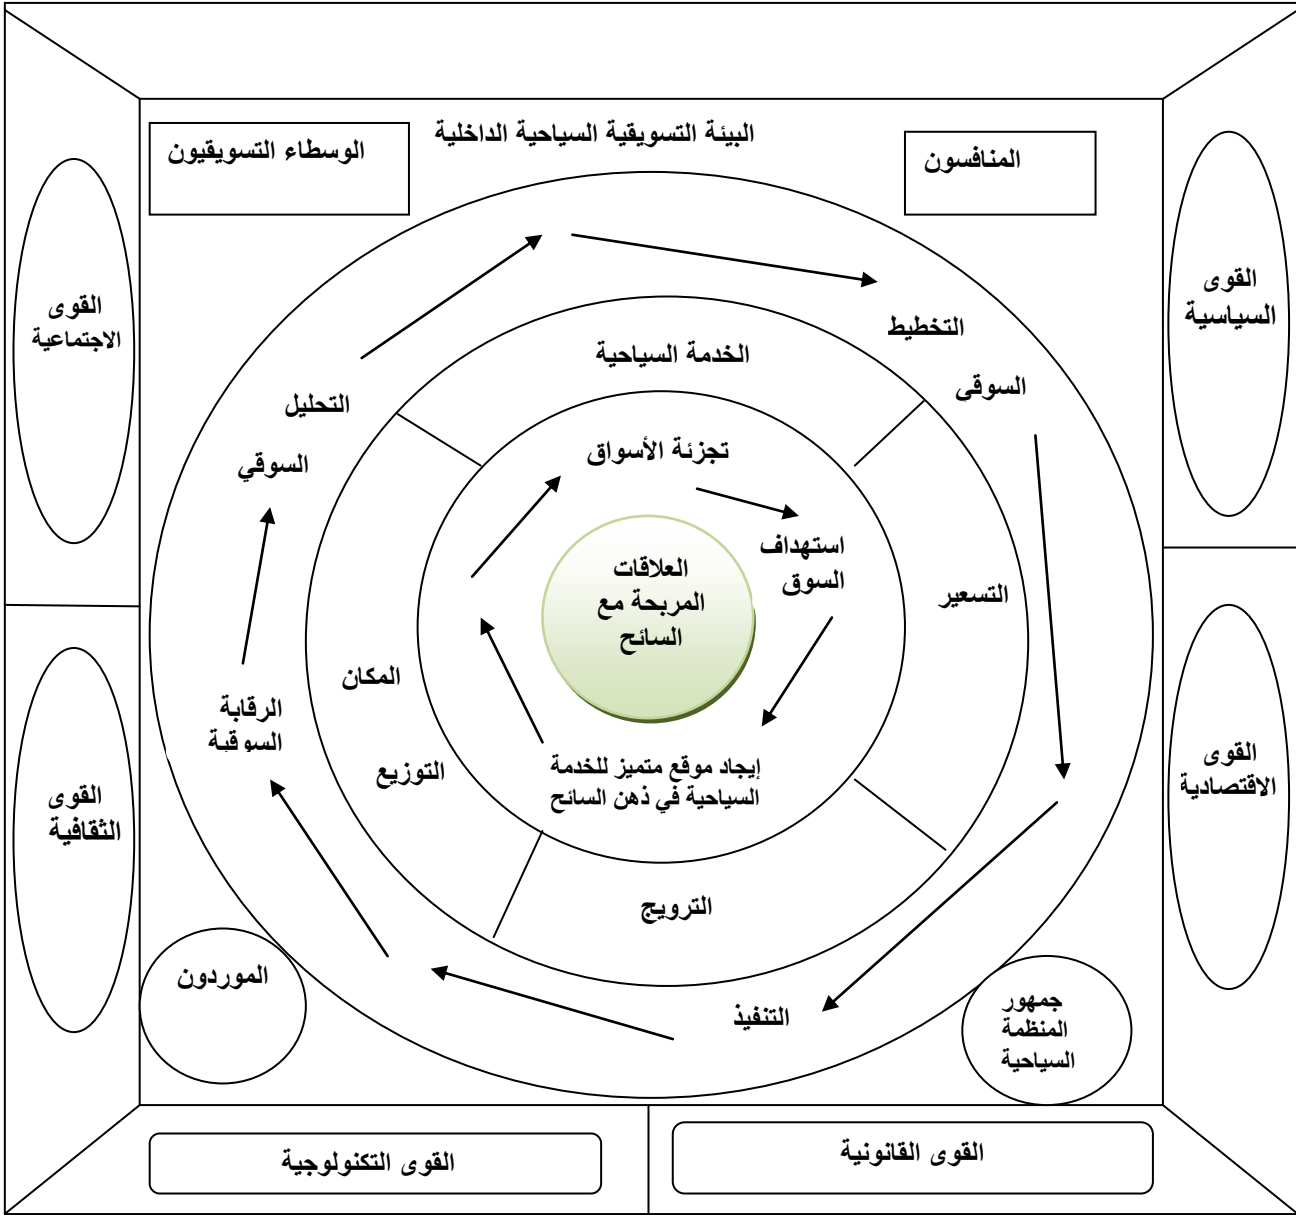 البيئة التسويقية السياحية الداخلية
المنافسون
الوسطاء التسويقيون
القوى
السياسية
القوى
الاجتماعية
التخطيط
السوقي
الخدمة السياحية
التحليل
السوقي
تجزئة الأسواق
استهداف
السوق
العلاقات
المربحة مع
السائح
التسعير
المكان
التوزيع
الرقابة
السوقية
إيجاد موقع متميز للخدمة
السياحية في ذهن السائح
القوى
الاقتصادية
القوى
الثقافية
الترويج
التنفيذ
جمهور
المنظمة
السياحية
الموردون
القوى القانونية
القوى التكنولوجية